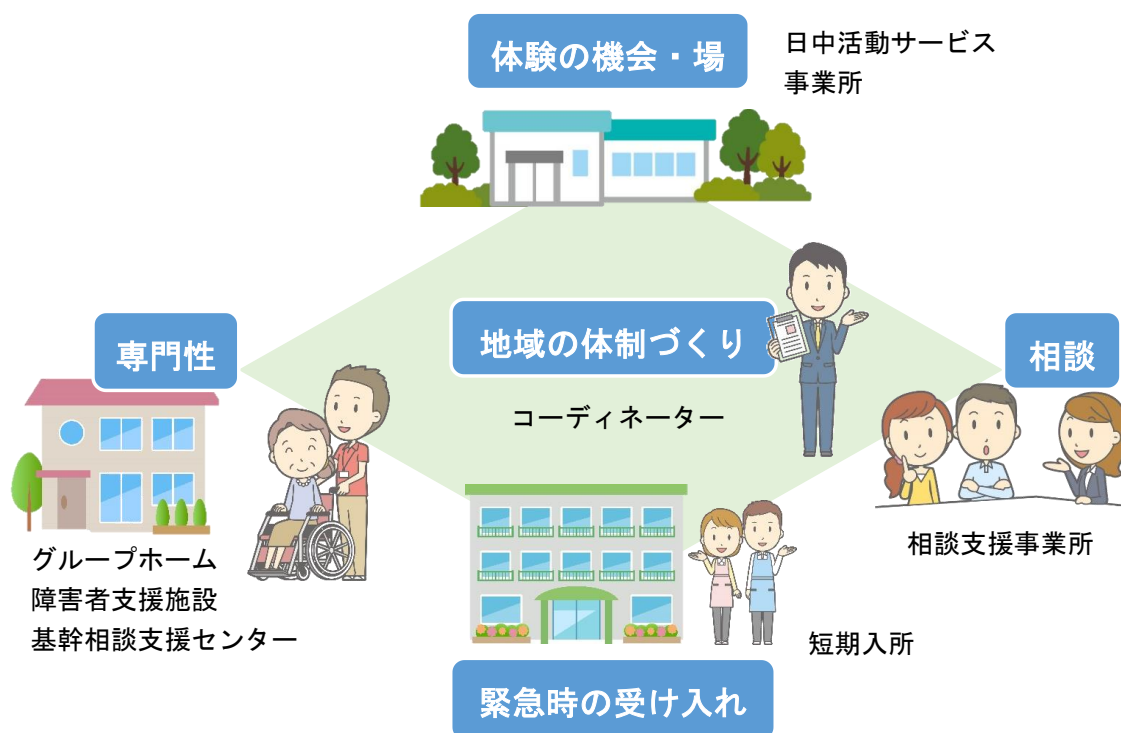 体験の機会・場
日中活動サービス
事業所
専門性
地域の体制づくり
相談
コーディネーター
グループホーム
障害者支援施設
基幹相談支援センター
相談支援事業所
短期入所
緊急時の受け入れ